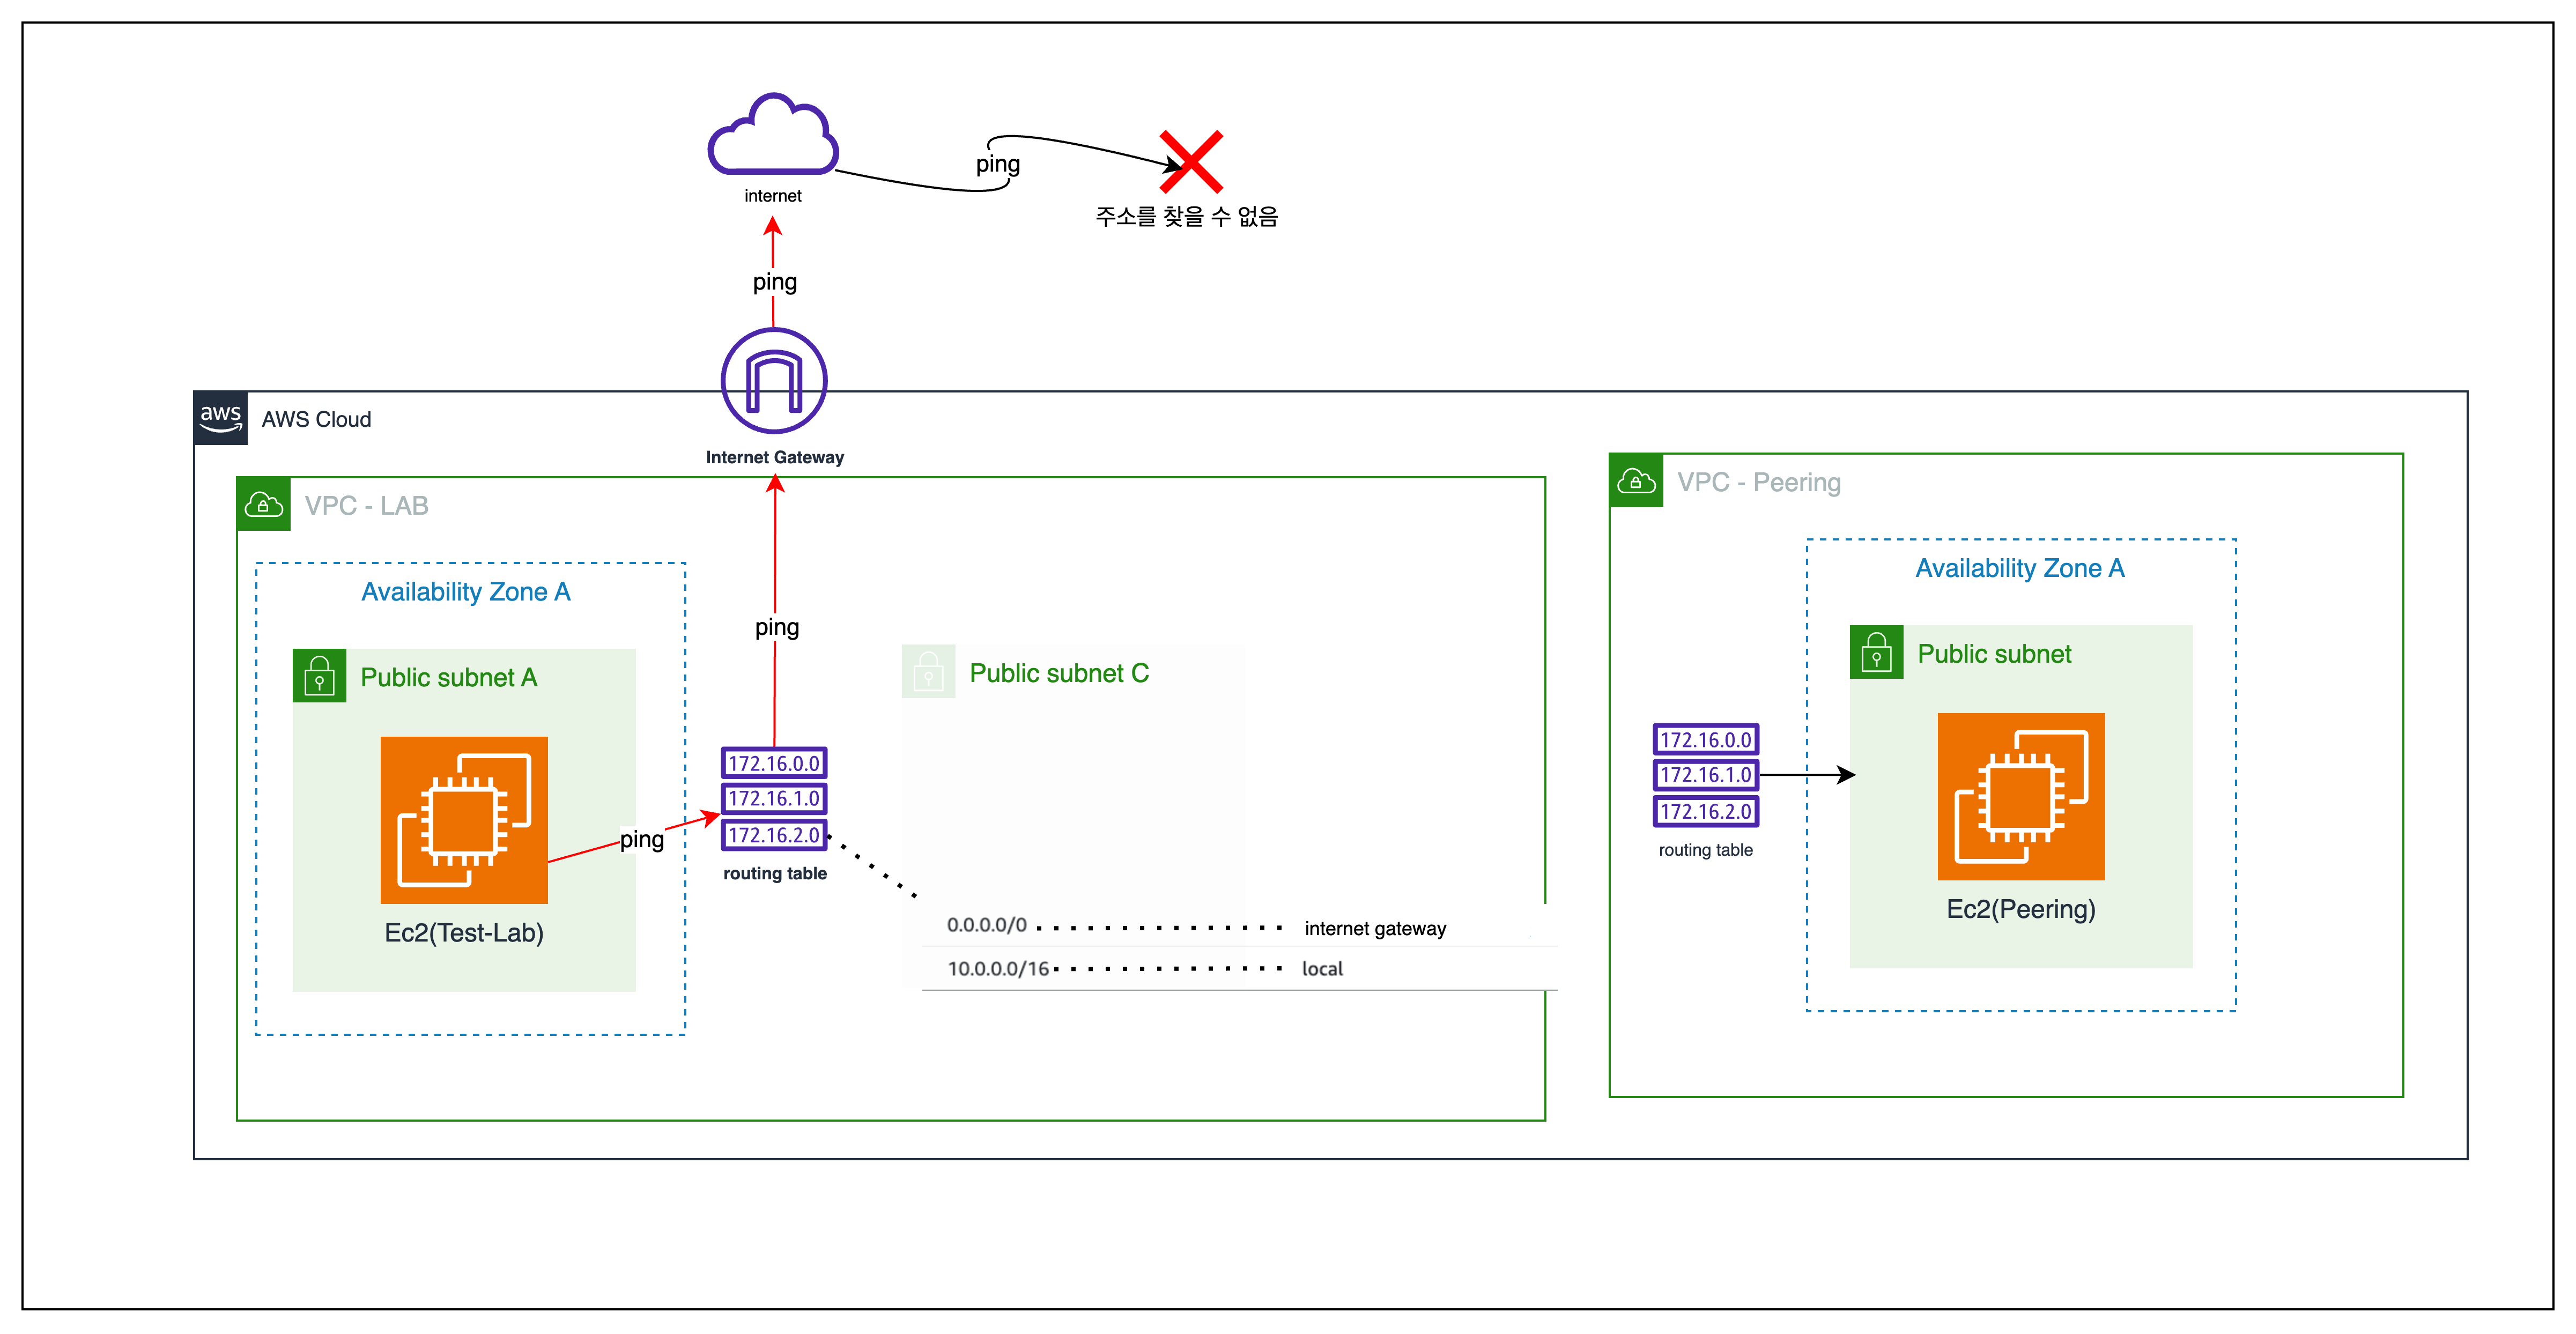 ping
주소를 찾을 수 없음
internet
ping
aws
AWS Cloud
Internet Gateway
VPC - LAB
VPC - Peering
Availability Zone A
Availability Zone A
ping
Public subnet A
Public subnet C
Public subnet
172.16.0.0
172.16.1.0
172.16.2.0
routing table
ping
172.16.0.0
172.16.1.0
172.16.2.0
routing table
Ec2(Test-Lab)
Ec2(Peering)
0.0.0.0/0 internet gateway
10.0.0.0/16 local